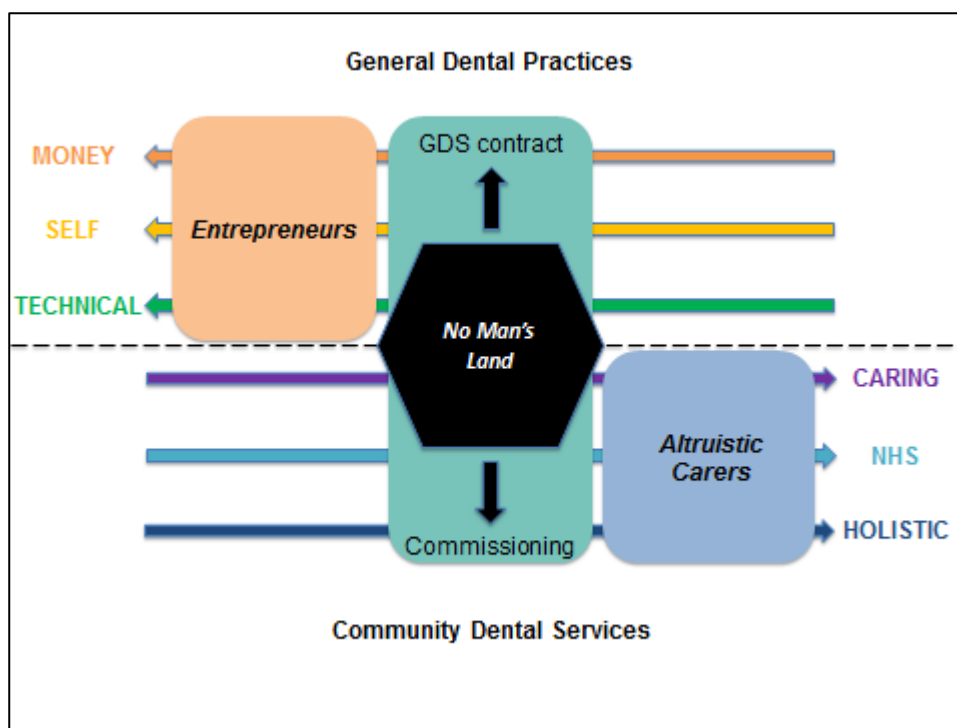 General Dental Practices
GDS contract
MONEY
SELF
Entrepreneurs
TECHNICAL
No Man's
Land
CARING
Altruistic
Carers
NHS
HOLISTIC
Commissioning
Community Dental Services